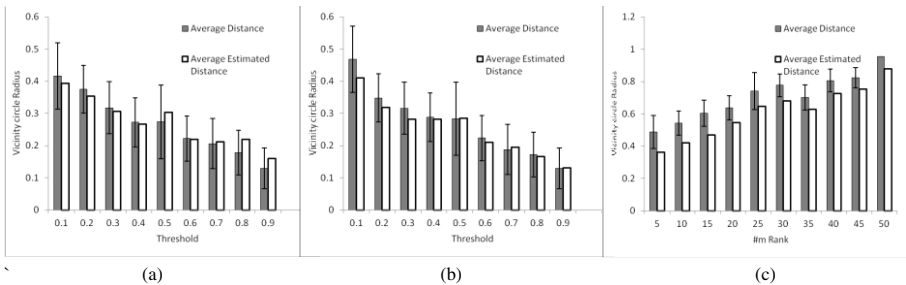 0.6
0.5
0.4
0.3
0.2
0.1
0
Vicinity circle Radius
Average Distance
Average Estimated
Distance
0.1 0.2 0.3 0.4 0.5 0.6 0.7 0.8 0.9
Threshold
0.6
0.5
0.4
0.3
0.2
0.1
0
Vicinity circle Radius
Average Distance
Average Estimated
Distance
0.1 0.2 0.3 0.4 0.5 0.6 0.7 0.8 0.9
Threshold
1.2
1
0.8
0.6
0.4
0.2
0
Vicinity circle Radius
Average Distance
Average Estimated
Distance
5 10 15 20 25 30 35 40 45 50
#m Rank
` (a) (b) (c)